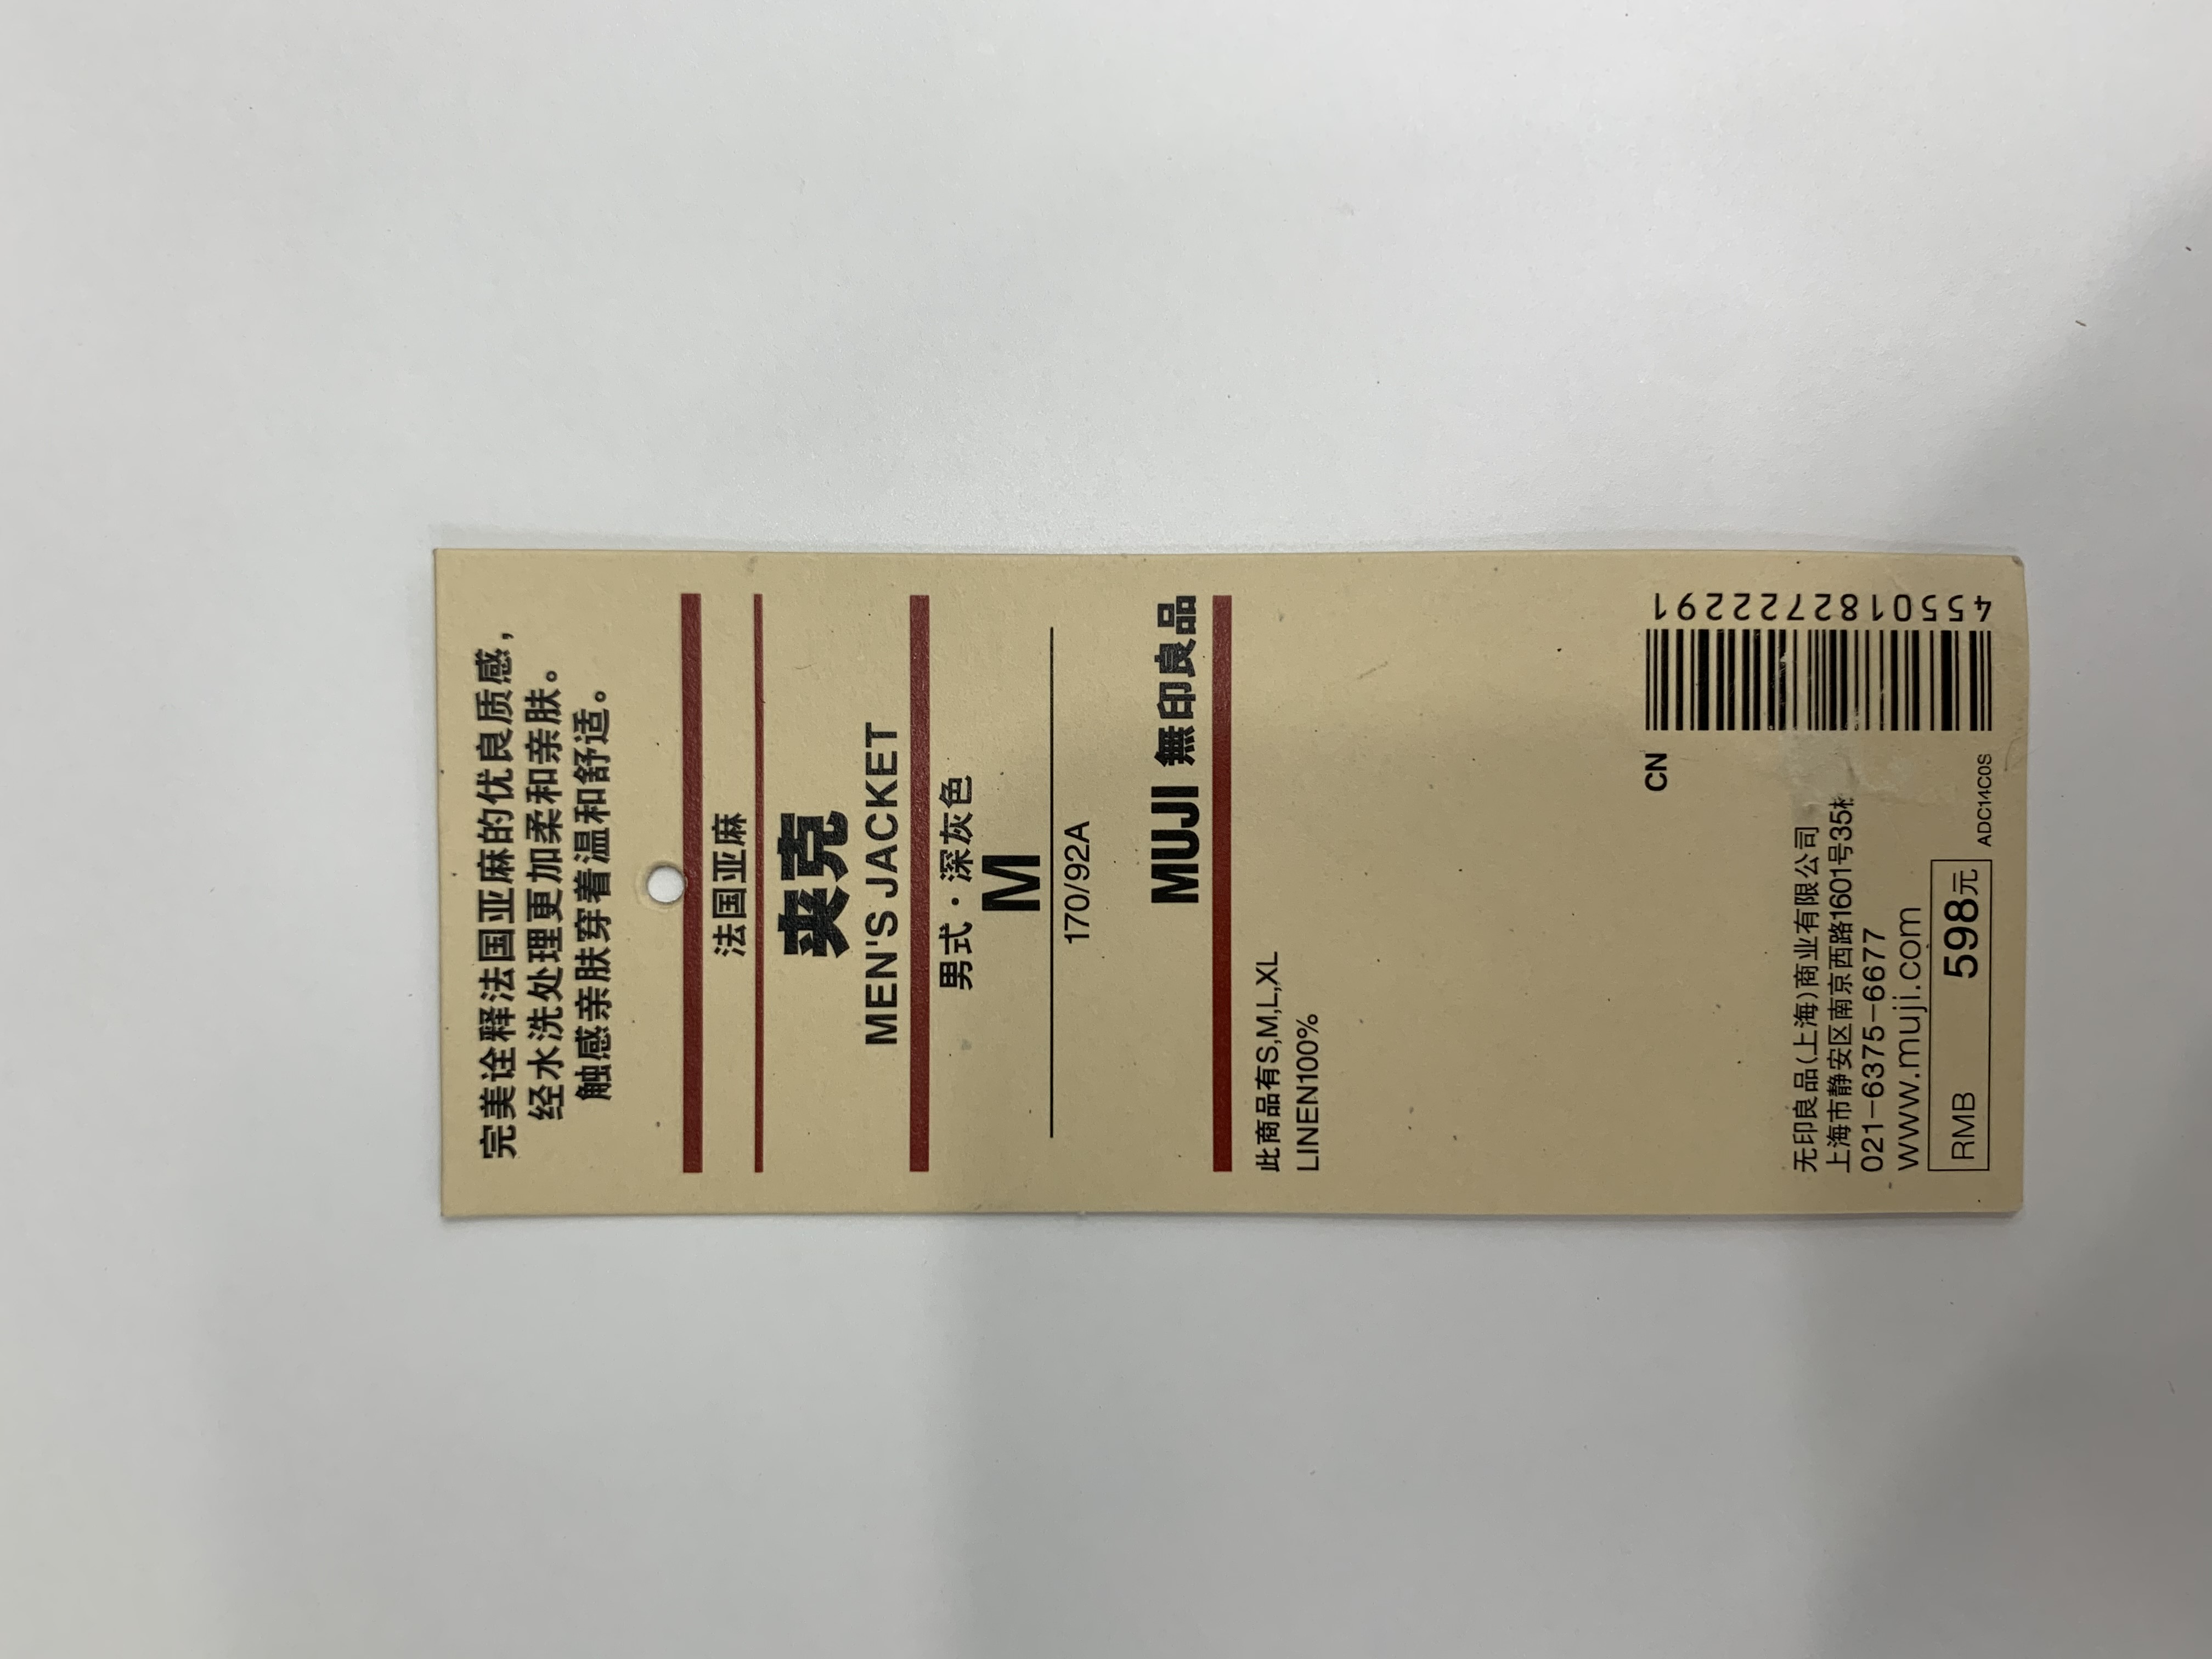 完美诠释法国亚麻的优良质感，
经水洗处理更加柔和亲肤。
触感亲肤穿着温和舒适。
法国亚麻
夹克
MEN'S JACKET
男式・深灰色
M
170/92A
MUJI 無印良品
此商品有S,M,L,XL
LINEN100%
CN
4550182722291
无印良品(上海)商业有限公司
上海市静安区南京西路1601号35
021-6375-6677
www.muji.com
RMB 598元
ADC14C0S